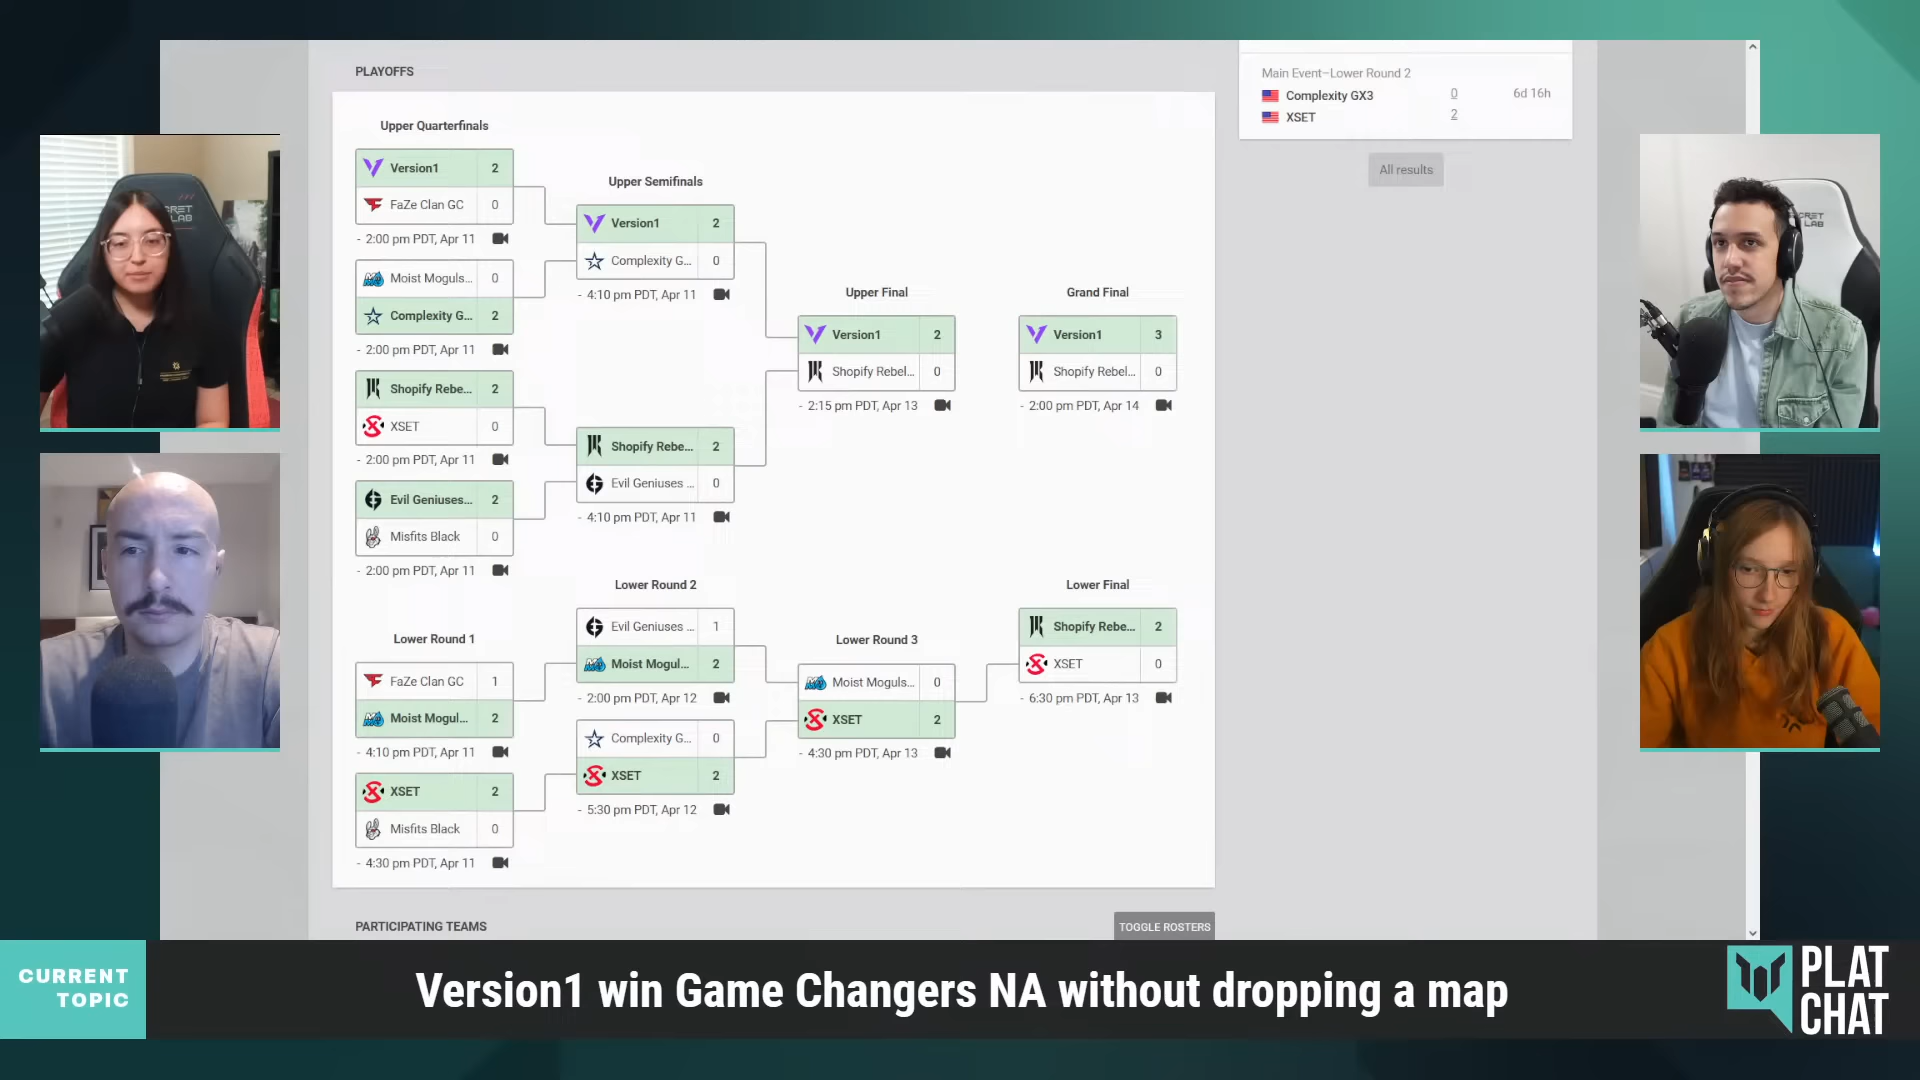 PLAYOFFS
Upper Quarterfinals
Version1 2
FaZe Clan GC 0
- 2:00 pm PDT, Apr 11
Moist Moguls... 0
Complexity G... 2
- 2:00 pm PDT, Apr 11
Shopify Rebe... 2
XSET 0
- 2:00 pm PDT, Apr 11
Evil Geniuses... 2
Misfits Black 0
- 2:00 pm PDT, Apr 11
Upper Semifinals
Version1 2
Complexity G... 0
- 4:10 pm PDT, Apr 11
Shopify Rebe... 2
Evil Geniuses ... 0
- 4:10 pm PDT, Apr 11
Upper Final
Version1 2
Shopify Rebel... 0
- 2:15 pm PDT, Apr 13
Grand Final
Version1 3
Shopify Rebel... 0
- 2:00 pm PDT, Apr 14
Lower Round 1
FaZe Clan GC 1
Moist Mogul... 2
- 4:10 pm PDT, Apr 11
XSET 2
Misfits Black 0
- 4:30 pm PDT, Apr 11
Lower Round 2
Evil Geniuses ... 1
Moist Mogul... 2
- 2:00 pm PDT, Apr 12
Complexity G... 0
XSET 2
- 5:30 pm PDT, Apr 12
Lower Round 3
Moist Moguls... 0
XSET 2
- 4:30 pm PDT, Apr 13
Lower Final
Shopify Rebe... 2
XSET 0
- 6:30 pm PDT, Apr 13
Main Event–Lower Round 2
Complexity GX3 0 6d 16h
XSET 2
All results
PARTICIPATING TEAMS
TOGGLE ROSTERS
CURRENT
TOPIC
Version1 win Game Changers NA without dropping a map
PLAT
CHAT